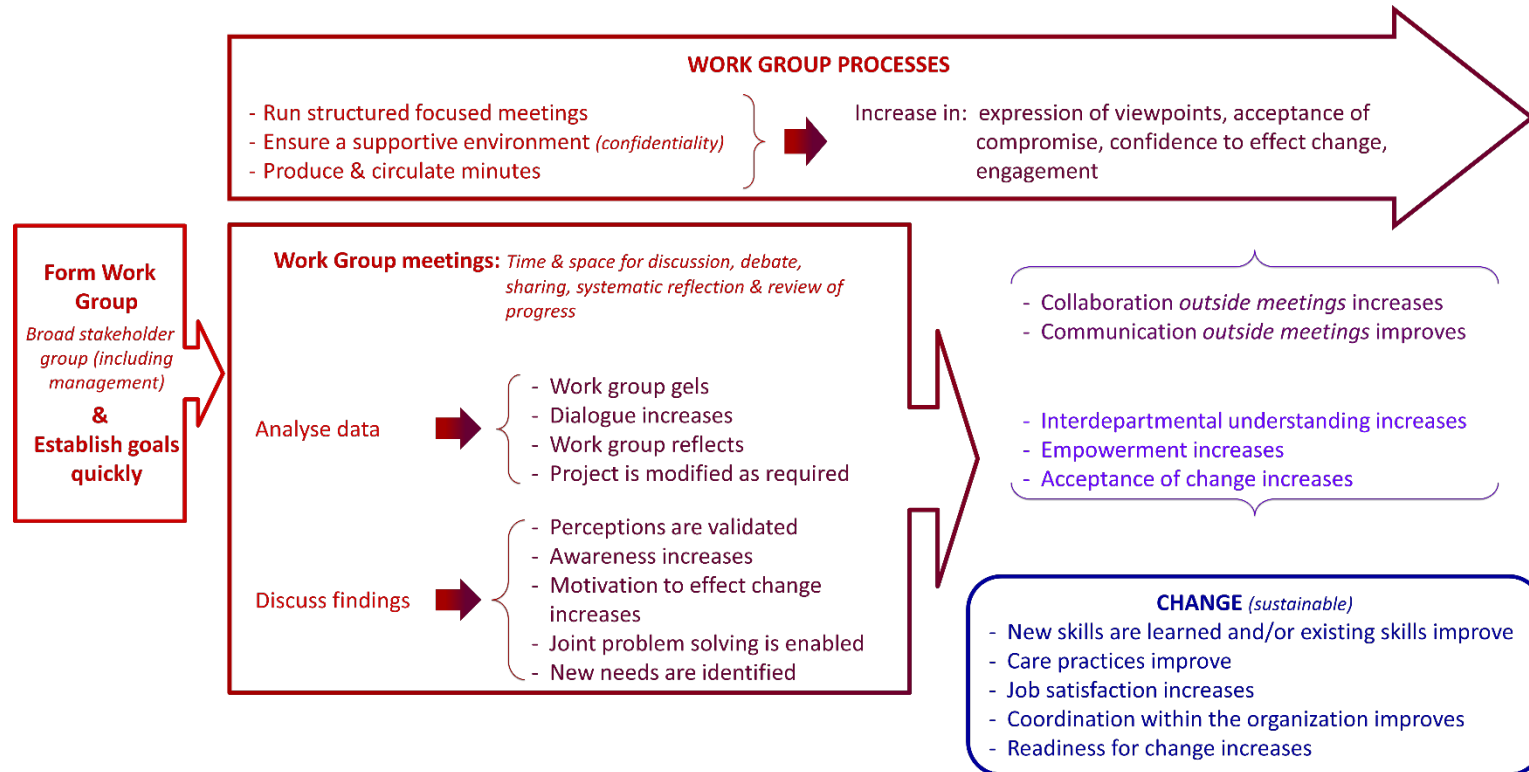 WORK GROUP PROCESSES
- Run structured focused meetings
- Ensure a supportive environment (confidentiality)
- Produce & circulate minutes
Increase in: expression of viewpoints, acceptance of
compromise, confidence to effect change,
engagement
Form Work
Group
Broad stakeholder
group (including
management)
&
Establish goals
quickly
Work Group meetings: Time & space for discussion, debate,
sharing, systematic reflection & review of
progress
Analyse data
- Work group gels
- Dialogue increases
- Work group reflects
- Project is modified as required
Discuss findings
- Perceptions are validated
- Awareness increases
- Motivation to effect change
increases
- Joint problem solving is enabled
- New needs are identified
- Collaboration outside meetings increases
- Communication outside meetings improves
- Interdepartmental understanding increases
- Empowerment increases
- Acceptance of change increases
CHANGE (sustainable)
- New skills are learned and/or existing skills improve
- Care practices improve
- Job satisfaction increases
- Coordination within the organization improves
- Readiness for change increases